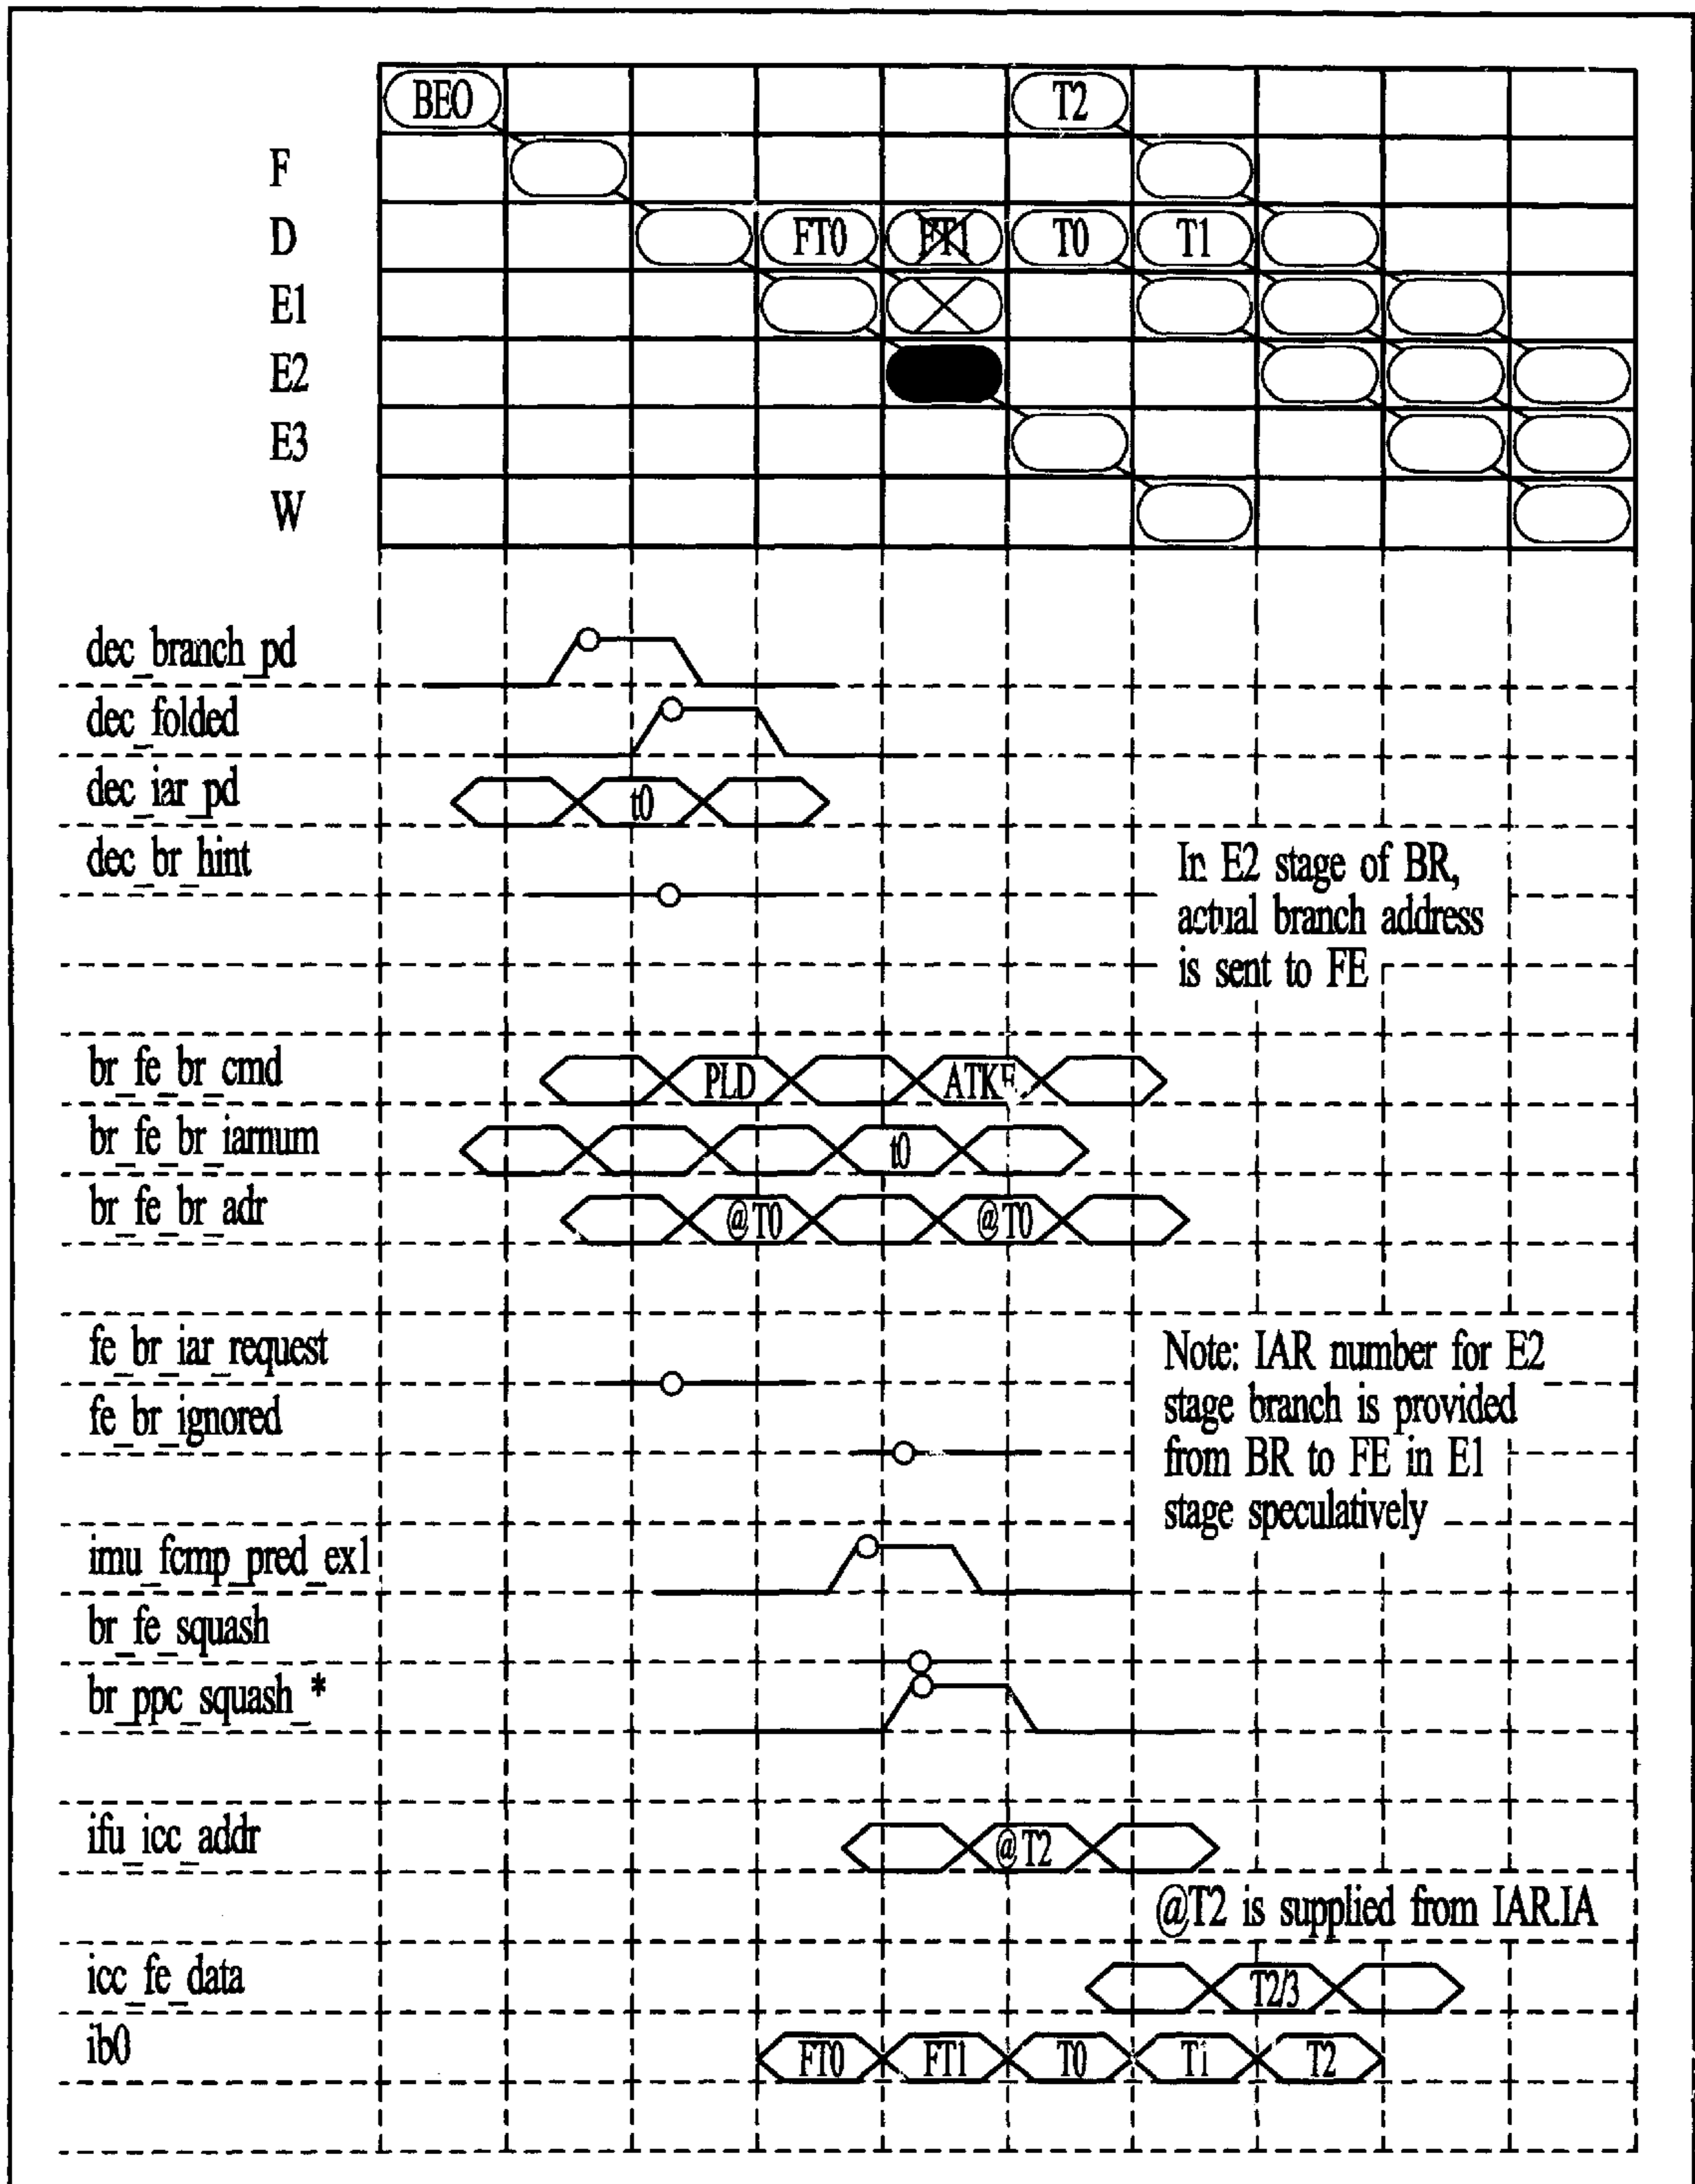 BEO T2
F
D FT0 FT1 T0 T1
E1
E2
E3
W
dec_branch_pd
dec_folded
dec_iar_pd t0
dec_br_hint
In E2 stage of BR,
actual branch address
is sent to FE
br_fe_br_cmd PLD
br_fe_br_iarnum t0
br_fe_br_adr @T0 @T0
fe_br_iar_request
fe_br_ignored
Note: IAR number for E2
stage branch is provided
from BR to FE in E1
stage speculatively
imu_fcmp_pred_ex1
br_fe_squash
br_ppc_squash_*
ifu_icc_addr @T2
@T2 is supplied from IAR.IA
icc_fe_data T2/3
ib0 FT0 FT1 T0 T1 T2